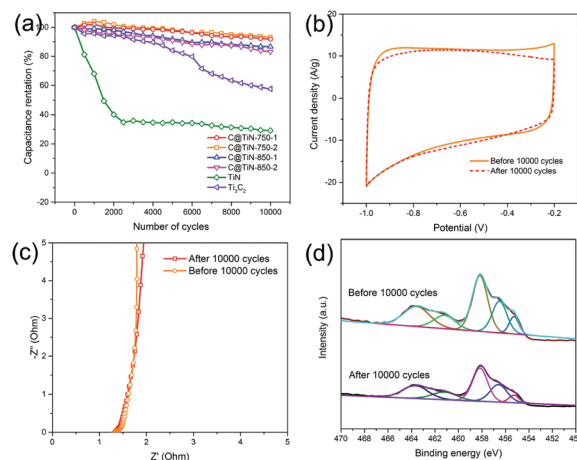 (a)
100
80
60
40
20
0
Capacitance rentation (%)
C@TiN-750-1
C@TiN-750-2
C@TiN-850-1
C@TiN-850-2
TiN
Ti3C2
0 2000 4000 6000 8000 10000
Number of cycles
(b)
20
10
0
-10
-20
Current density (A/g)
Before 10000 cycles
After 10000 cycles
-1.0 -0.8 -0.6 -0.4 -0.2
Potential (V)
(c)
5
4
3
2
1
0
-Z" (Ohm)
After 10000 cycles
Before 10000 cycles
0 1 2 3 4 5
Z' (Ohm)
(d)
Intensity (a.u.)
Before 10000 cycles
After 10000 cycles
470 468 466 464 462 460 458 456 454 452
Binding energy (eV)